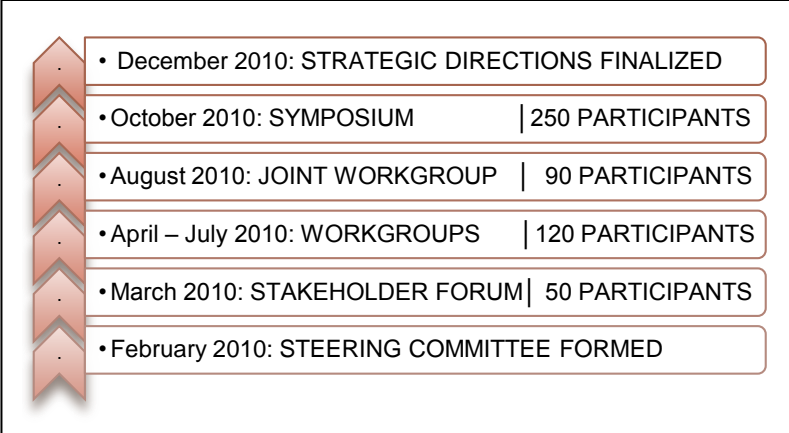 • December 2010: STRATEGIC DIRECTIONS FINALIZED
• October 2010: SYMPOSIUM | 250 PARTICIPANTS
• August 2010: JOINT WORKGROUP | 90 PARTICIPANTS
• April – July 2010: WORKGROUPS | 120 PARTICIPANTS
• March 2010: STAKEHOLDER FORUM | 50 PARTICIPANTS
• February 2010: STEERING COMMITTEE FORMED